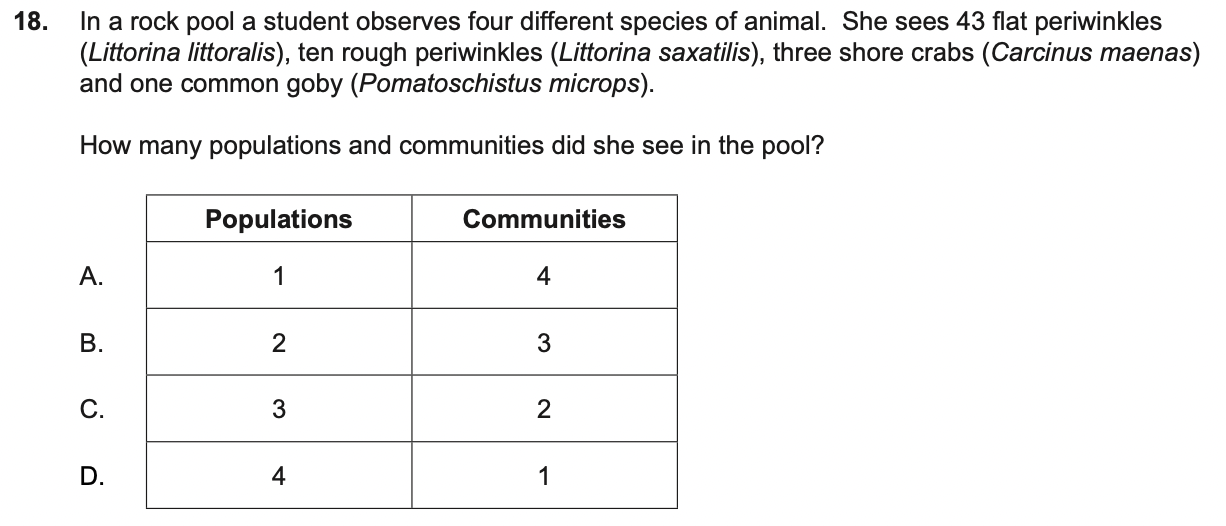 18. In a rock pool a student observes four different species of animal. She sees 43 flat periwinkles
(Littorina littoralis), ten rough periwinkles (Littorina saxatilis), three shore crabs (Carcinus maenas)
and one common goby (Pomatoschistus microps).
How many populations and communities did she see in the pool?
Populations Communities
A. 1 4
B. 2 3
C. 3 2
D. 4 1